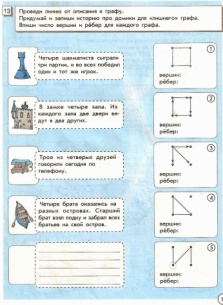 13 Проведи линию от описания к графу.
Придумай и запиши историю про домики для «лишнего» графа.
Впиши число вершин и рёбер для каждого графа.
Четыре шахматиста сыграли
три партии, и во всех победил
один и тот же игрок.
1
вершин:
рёбер:
В замке четыре зала. Из
каждого зала две двери ве-
дут в два других.
2
вершин:
рёбер:
Трое из четверых друзей
говорили сегодня по
телефону.
3
вершин:
рёбер:
Четыре брата оказались на
разных островах. Старший
брат взял лодку и забрал всех
братьев на свой остров.
4
вершин:
рёбер:
5
вершин:
рёбер: